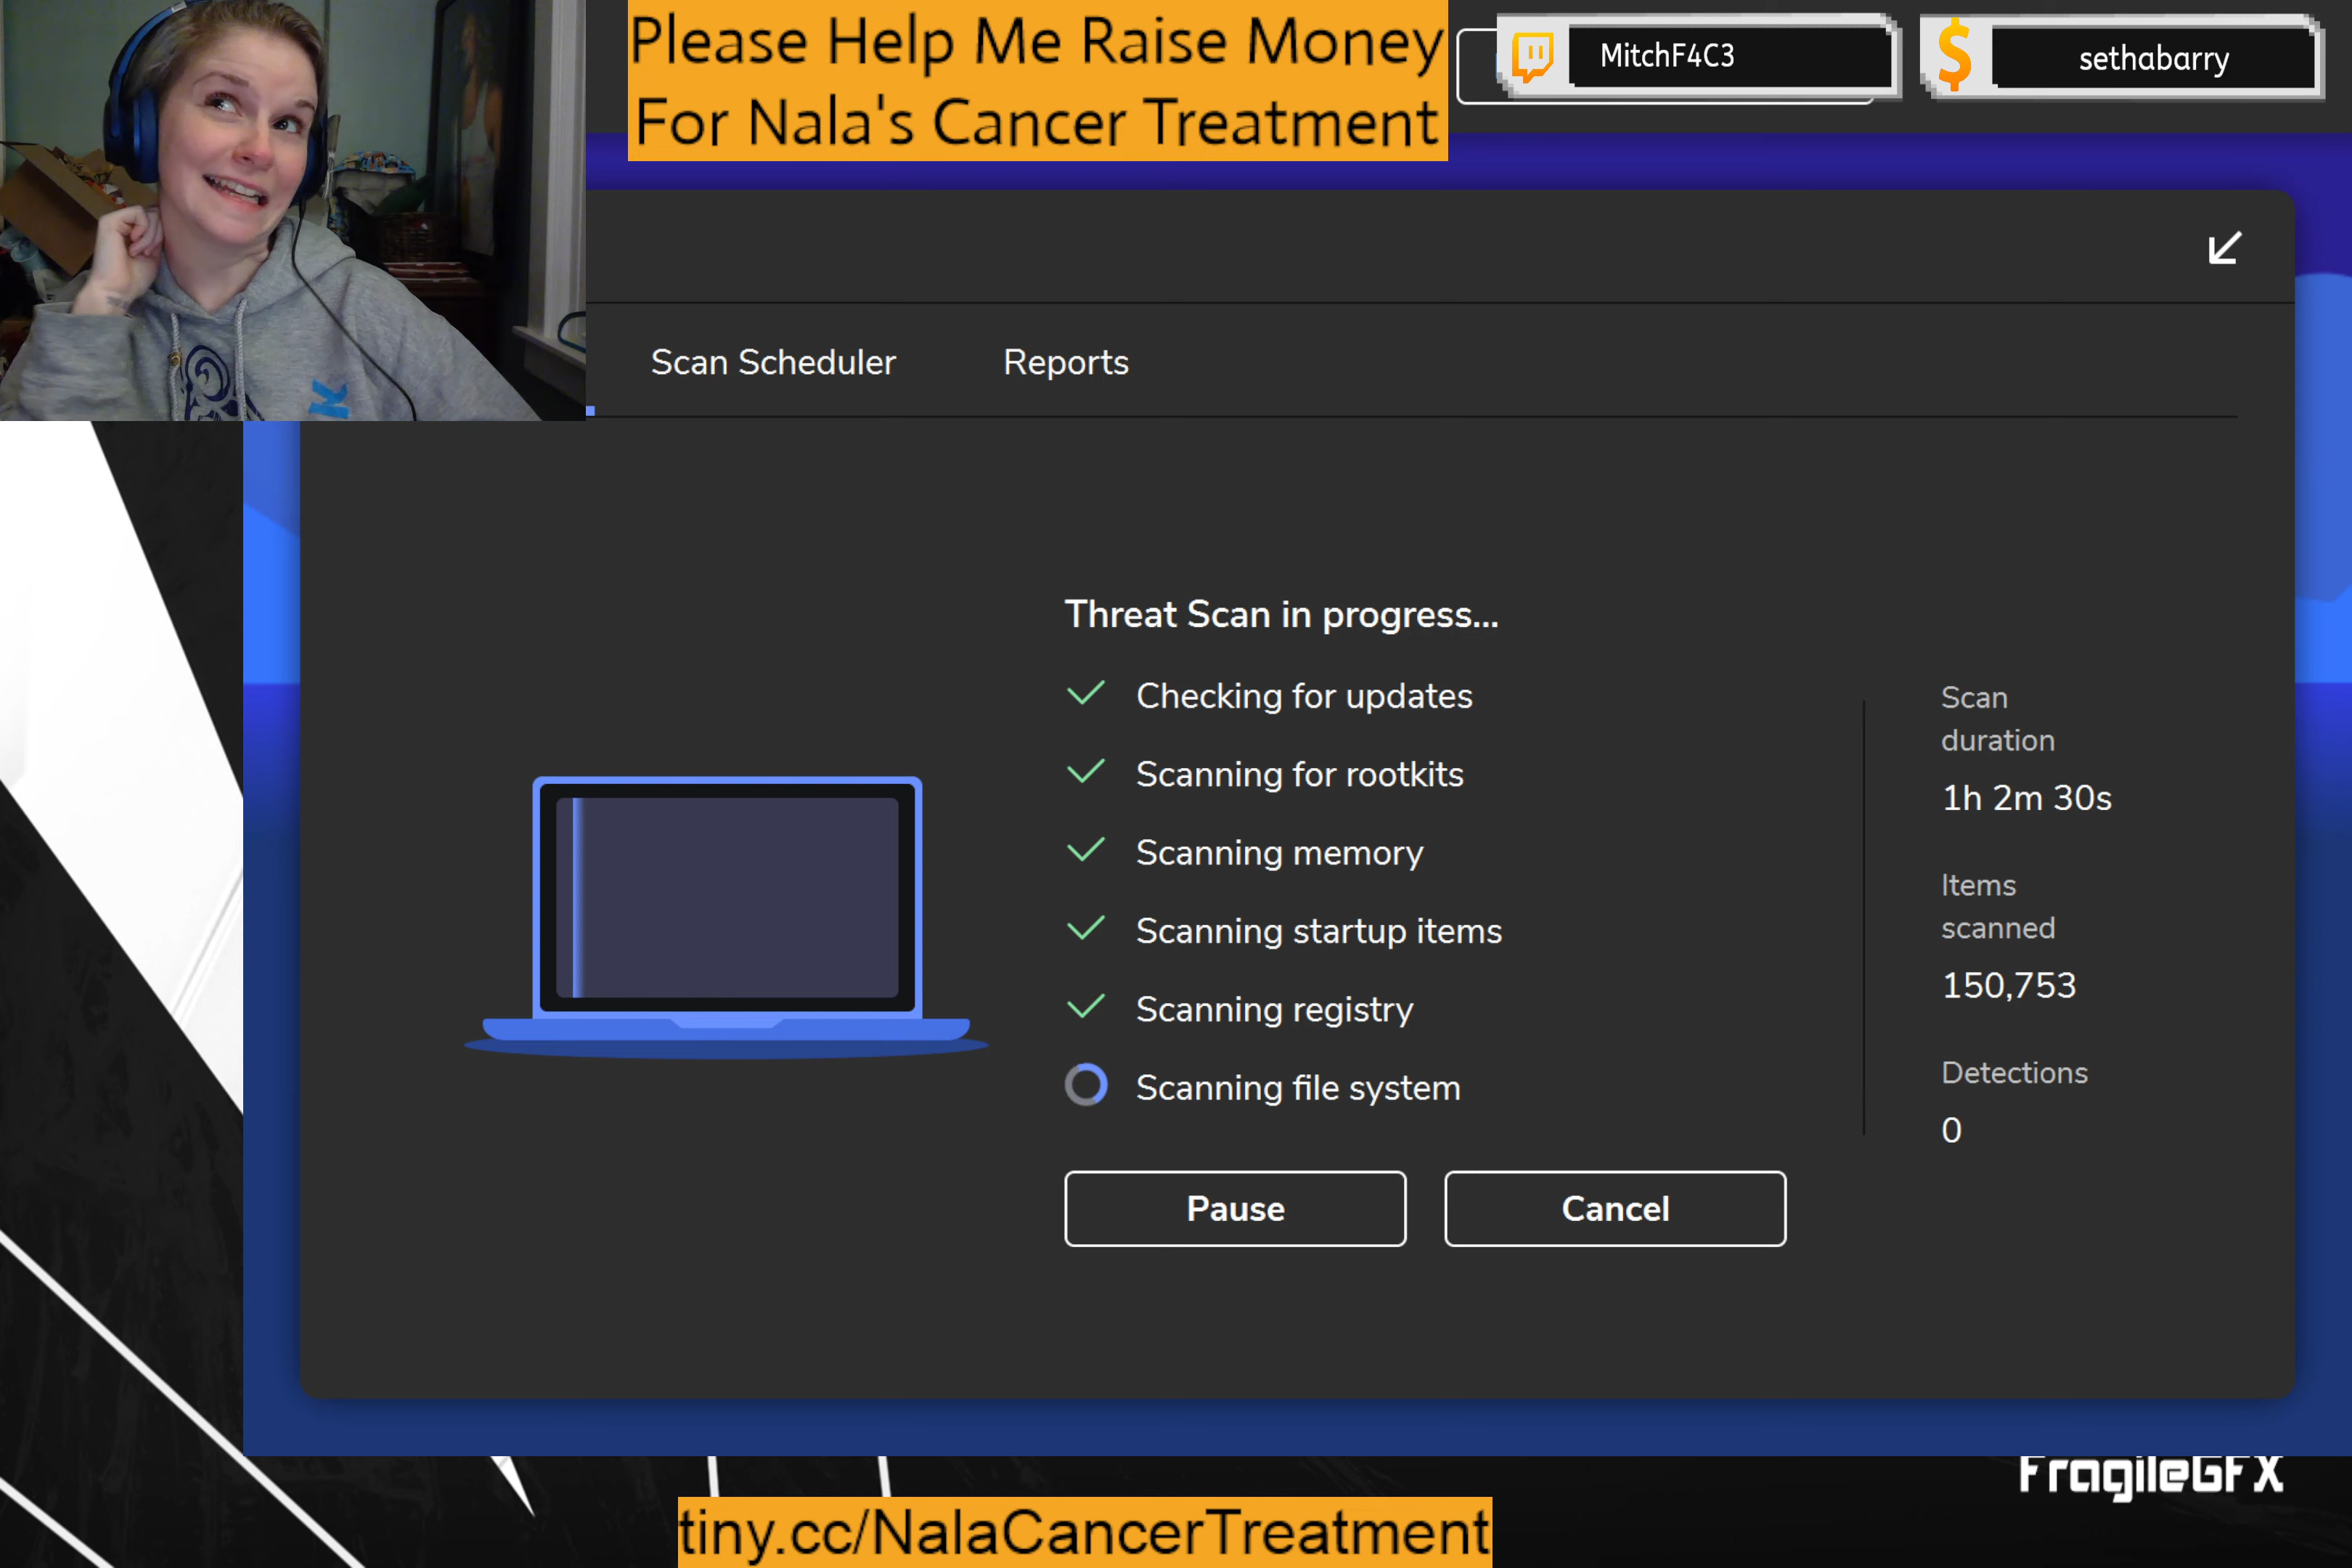 Please Help Me Raise Money
For Nala's Cancer Treatment
MitchF4C3
sethabarry
Scan Scheduler
Reports
Threat Scan in progress...
Checking for updates
Scanning for rootkits
Scanning memory
Scanning startup items
Scanning registry
Scanning file system
Pause
Cancel
Scan
duration
1h 2m 30s
Items
scanned
150,753
Detections
0
FragileGFX
tiny.cc/NalaCancerTreatment